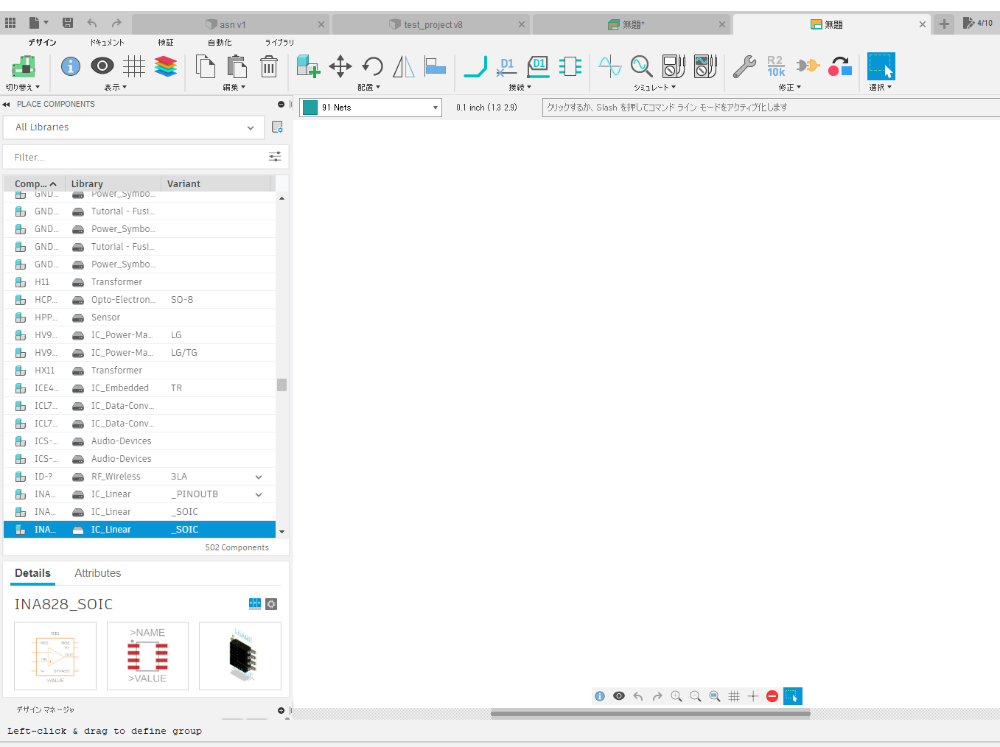 asn v1
test_project v8
無題*
無題
4/10
デザイン
ドキュメント
検証
自動化
ライブラリ
D1
D1
R2
10k
切り替え
表示
編集
配置
接続
シミュレート
修正
選択
PLACE COMPONENTS
91 Nets
0.1 inch (1.3 2.9)
クリックするか、Slash を押してコマンド ライン モードをアクティブ化します
All Libraries
Filter...
Comp... Library Variant
GND... Power_Symbo...
GND... Tutorial - Fusi...
GND... Power_Symbo...
GND... Tutorial - Fusi...
GND... Power_Symbo...
H11 Transformer
HCP... Opto-Electron... SO-8
HPP... Sensor
HV9... IC_Power-Ma... LG
HV9... IC_Power-Ma... LG/TG
HX11 Transformer
ICE4... IC_Embedded TR
ICL7... IC_Data-Conv...
ICL7... IC_Data-Conv...
ICS-... Audio-Devices
ICS-... Audio-Devices
ID-? RF_Wireless 3LA
INA... IC_Linear _PINOUTB
INA... IC_Linear _SOIC
INA... IC_Linear _SOIC
502 Components
Details Attributes
INA828_SOIC
G$1
RG1 RG2
V+
OUT
+IN
V- BYPASS
>VALUE
>NAME
>VALUE
デザイン マネージャ
Left-click & drag to define group